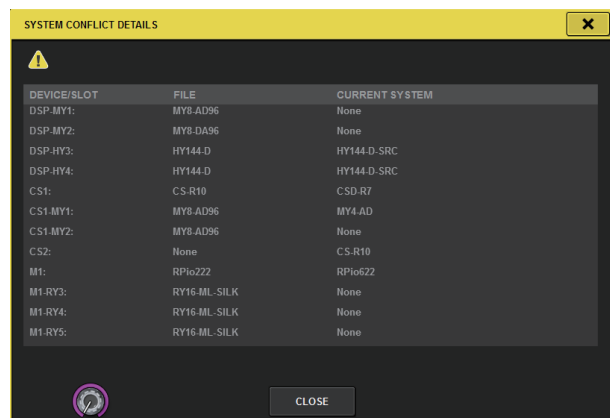 SYSTEM CONFLICT DETAILS
DEVICE/SLOT FILE CURRENT SYSTEM
DSP-MY1: MY8-AD96 None
DSP-MY2: MY8-DA96 None
DSP-HY3: HY144-D HY144-D-SRC
DSP-HY4: HY144-D HY144-D-SRC
CS1: CS-R10 CSD-R7
CS1-MY1: MY8-AD96 MY4-AD
CS1-MY2: MY8-AD96 None
CS2: None CS-R10
M1: RPio222 RPio622
M1-RY3: RY16-ML-SILK None
M1-RY4: RY16-ML-SILK None
M1-RY5: RY16-ML-SILK None
CLOSE